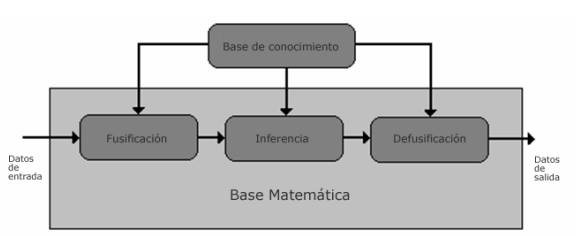 Base de conocimiento
Fusificación
Inferencia
Defusificación
Datos
de
entrada
Datos
de
salida
Base Matemática